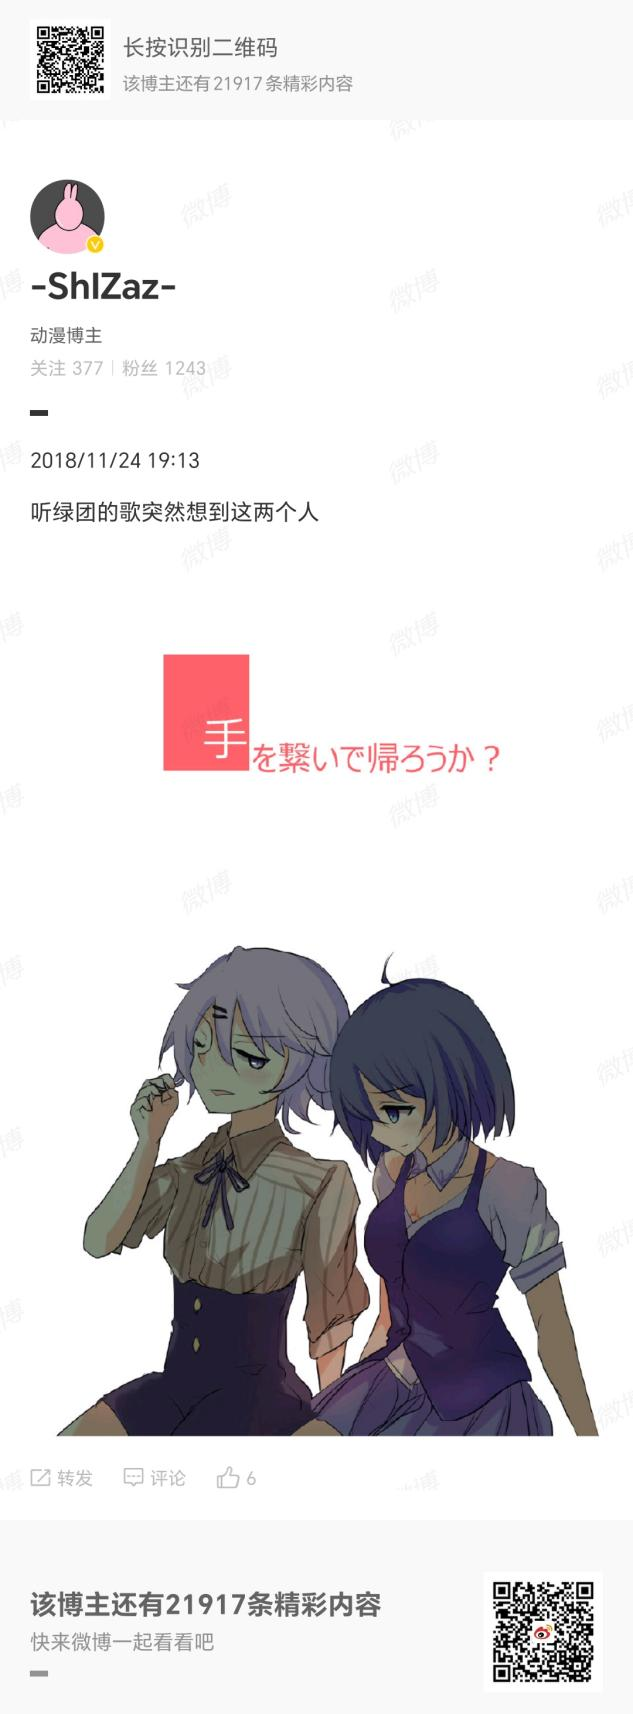 长按识别二维码
该博主还有21917条精彩内容
-ShIZaz-
动漫博主
关注 377 | 粉丝 1243
2018/11/24 19:13
听绿团的歌突然想到这两个人
手を繋いで帰ろうか？
转发 评论 6
该博主还有21917条精彩内容
快来微博一起看看吧
微博